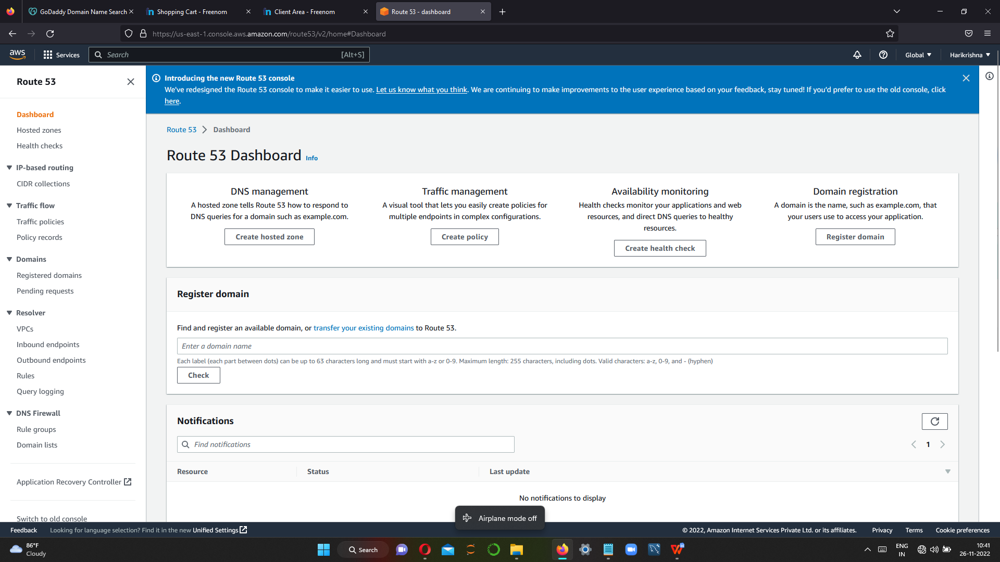 GoDaddy Domain Name Search
Shopping Cart - Freenom
Client Area - Freenom
Route 53 - dashboard
https://us-east-1.console.aws.amazon.com/route53/v2/home#Dashboard
aws
Services
Search
[Alt+S]
Global
Harikrishna
Route 53
Dashboard
Hosted zones
Health checks
IP-based routing
CIDR collections
Traffic flow
Traffic policies
Policy records
Domains
Registered domains
Pending requests
Resolver
VPCs
Inbound endpoints
Outbound endpoints
Rules
Query logging
DNS Firewall
Rule groups
Domain lists
Application Recovery Controller
Switch to old console
Introducing the new Route 53 console
We've redesigned the Route 53 console to make it easier to use. Let us know what you think. We are continuing to make improvements to the user experience based on your feedback, stay tuned! If you'd prefer to use the old console, click
here.
Route 53 > Dashboard
Route 53 Dashboard Info
DNS management
A hosted zone tells Route 53 how to respond to
DNS queries for a domain such as example.com.
Create hosted zone
Traffic management
A visual tool that lets you easily create policies for
multiple endpoints in complex configurations.
Create policy
Availability monitoring
Health checks monitor your applications and web
resources, and direct DNS queries to healthy
resources.
Create health check
Domain registration
A domain is the name, such as example.com, that
your users use to access your application.
Register domain
Register domain
Find and register an available domain, or transfer your existing domains to Route 53.
Enter a domain name
Each label (each part between dots) can be up to 63 characters long and must start with a-z or 0-9. Maximum length: 255 characters, including dots. Valid characters: a-z, 0-9, and - (hyphen)
Check
Notifications
Find notifications
1
Resource
Status
Last update
No notifications to display
Airplane mode off
Feedback
Looking for language selection? Find it in the new Unified Settings
© 2022, Amazon Internet Services Private Ltd. or its affiliates.
Privacy
Terms
Cookie preferences
86°F
Cloudy
Search
ENG
IN
10:41
26-11-2022